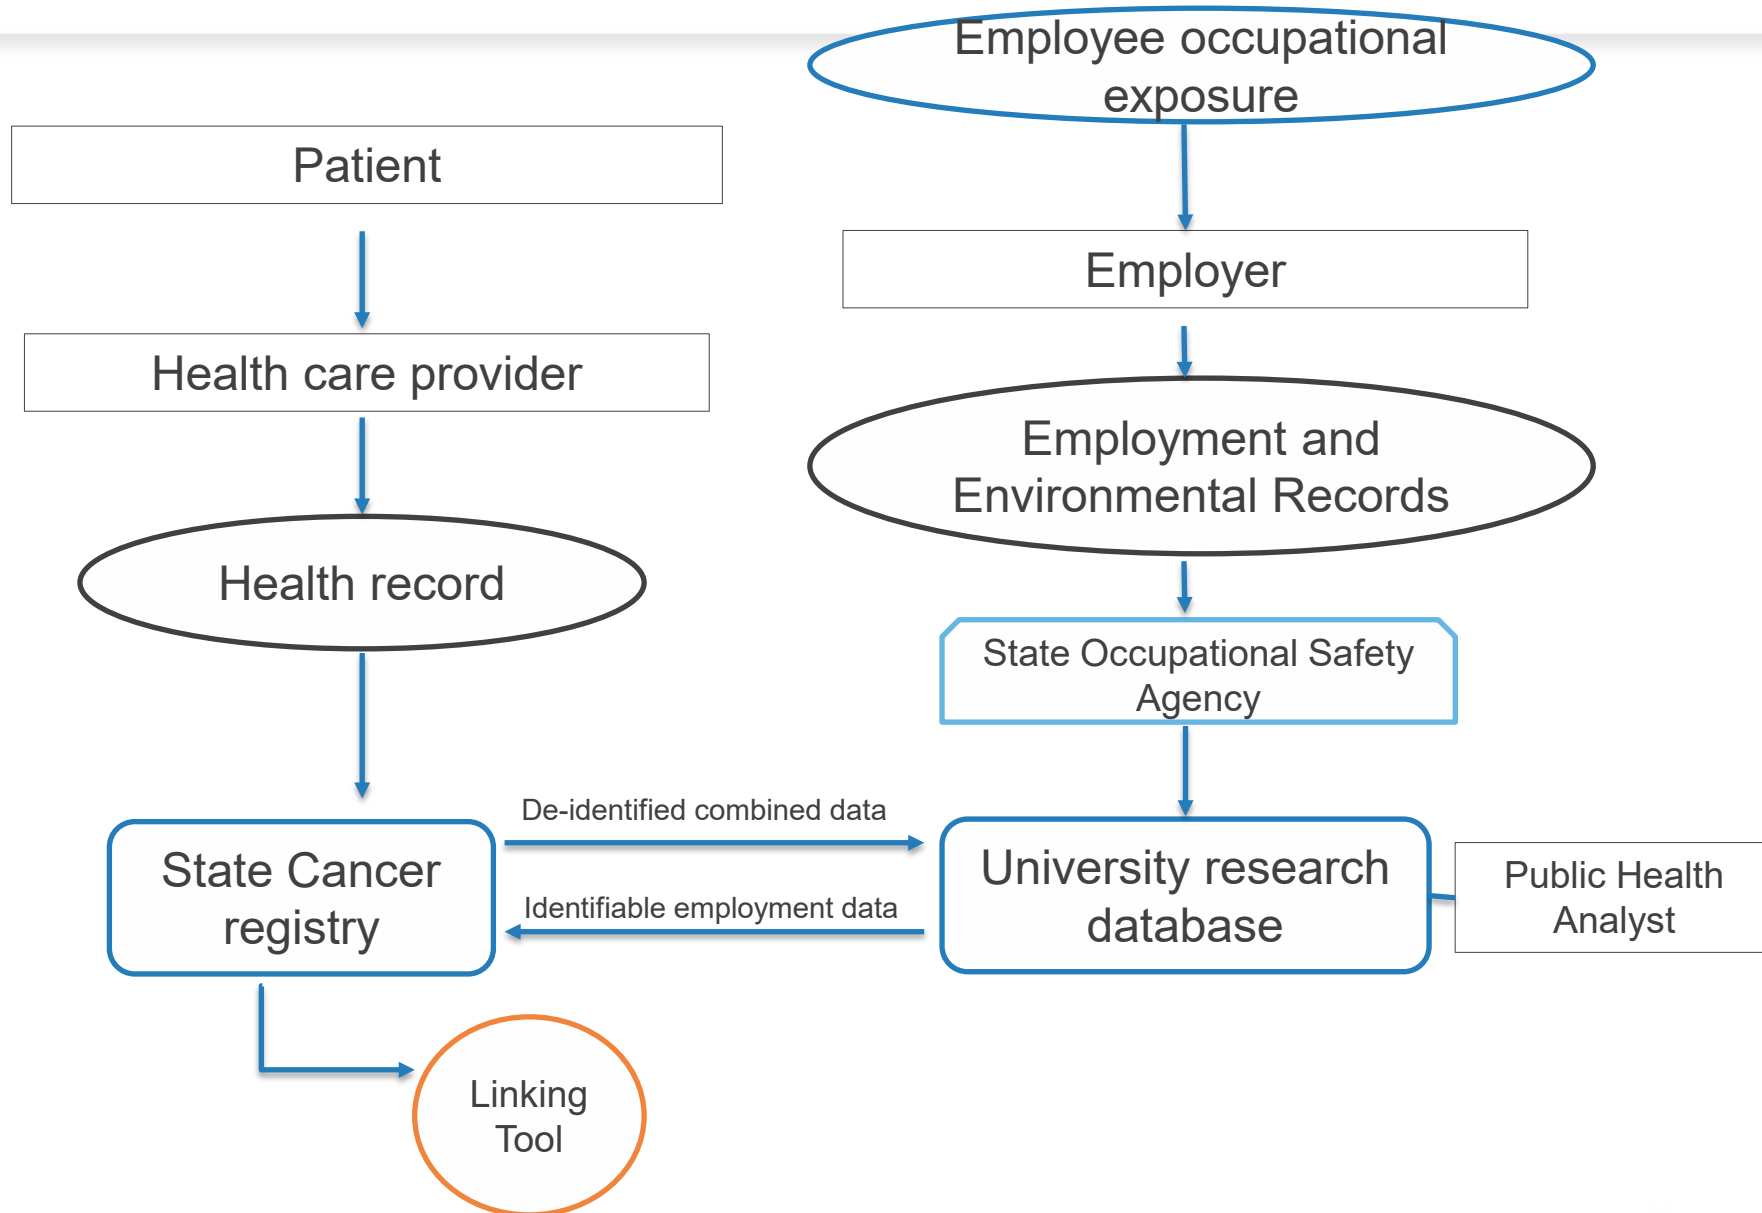 Employee occupational
exposure
Patient
Employer
Health care provider
Employment and
Environmental Records
Health record
State Occupational Safety
Agency
De-identified combined data
State Cancer
registry
University research
database
Public Health
Analyst
Identifiable employment data
Linking
Tool